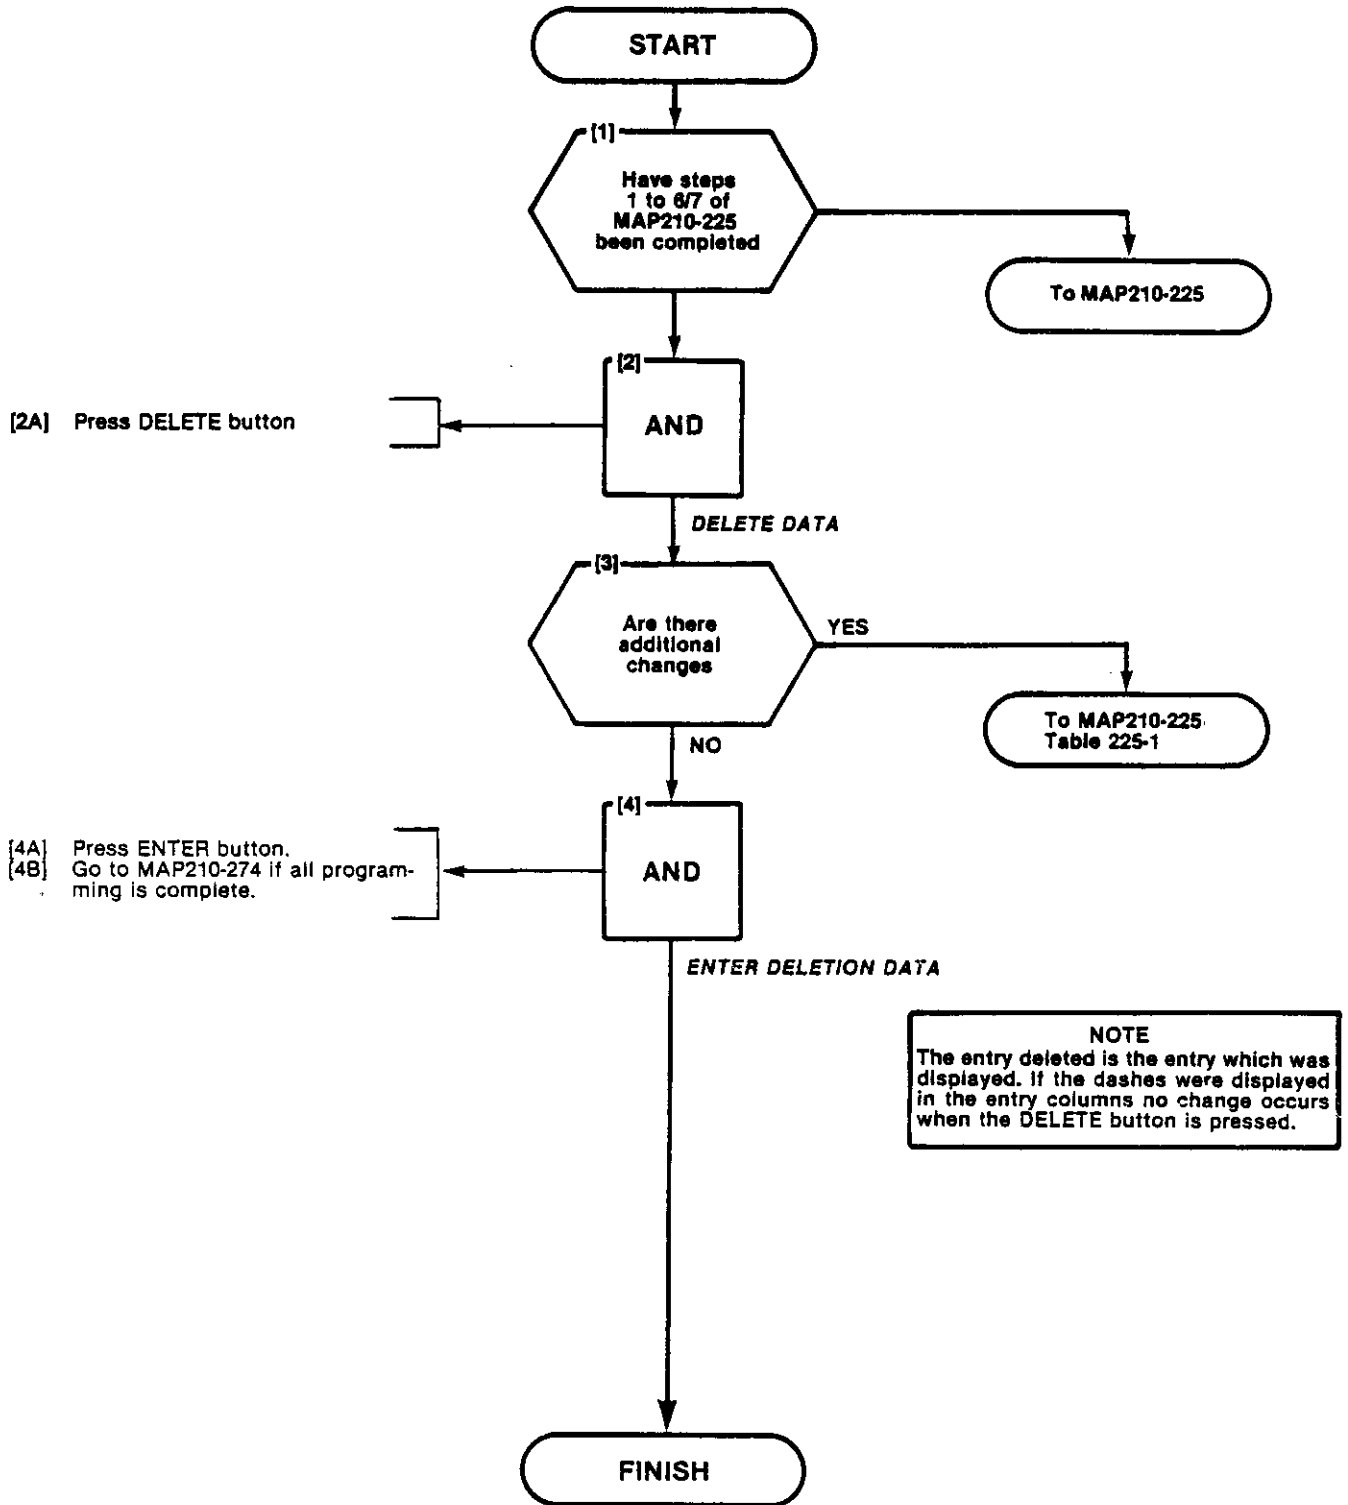 START
[1]
Have steps
1 to 6/7 of
MAP210-225
been completed
To MAP210-225
[2]
AND
[2A] Press DELETE button
DELETE DATA
[3]
Are there
additional
changes
YES
To MAP210-225
Table 225-1
NO
[4]
AND
[4A] Press ENTER button.
[4B] Go to MAP210-274 if all program-
ming is complete.
ENTER DELETION DATA
NOTE
The entry deleted is the entry which was
displayed. If the dashes were displayed
in the entry columns no change occurs
when the DELETE button is pressed.
FINISH